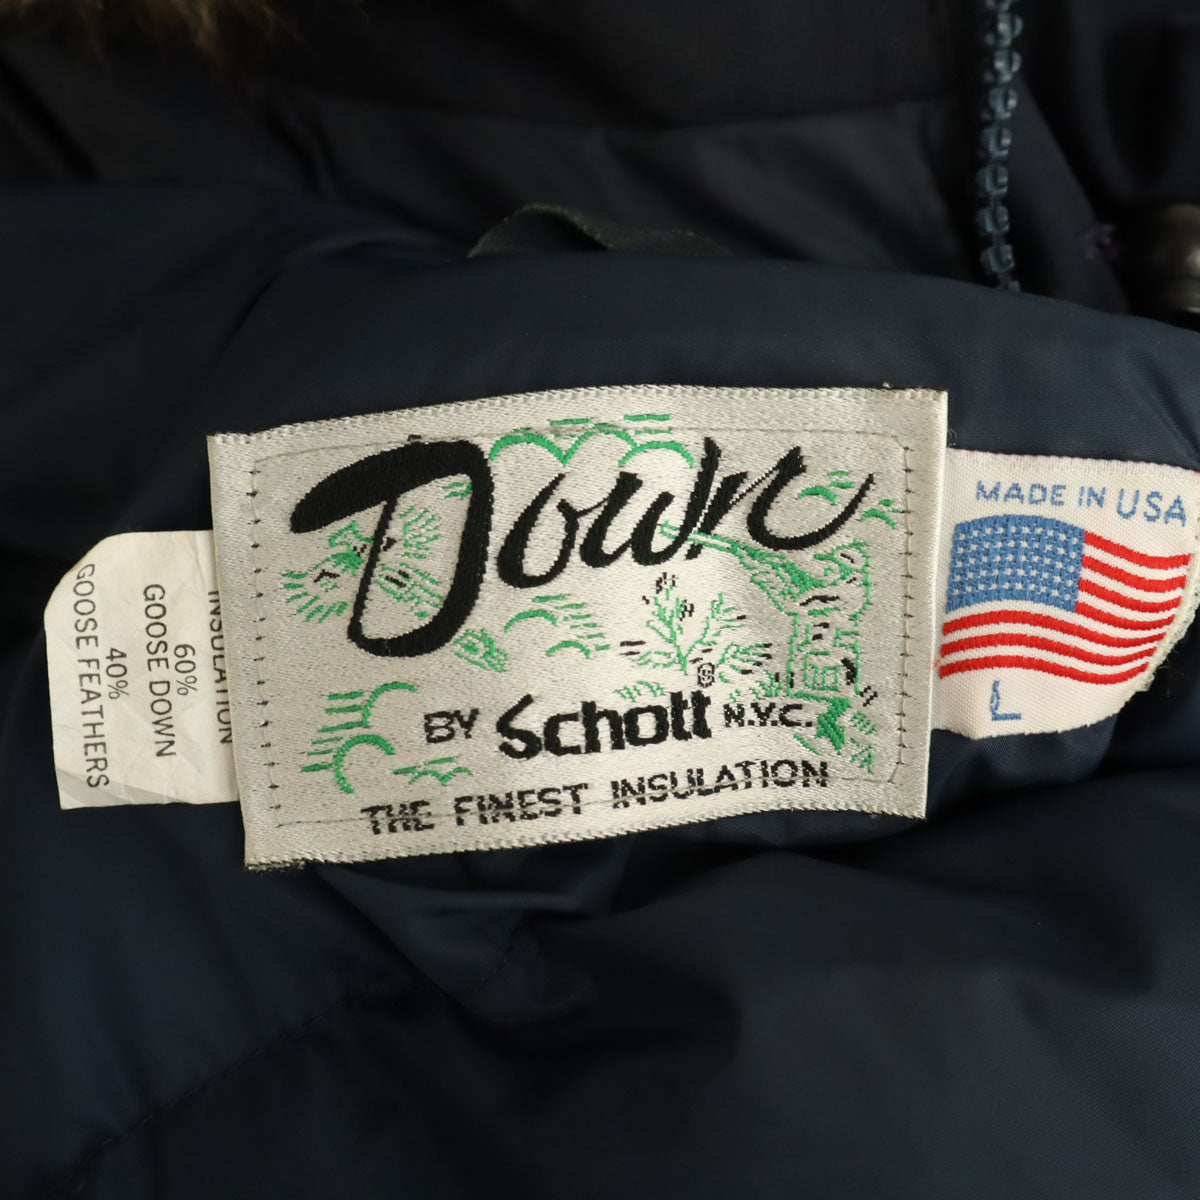 Down
BY Schott® N.Y.C.
THE FINEST INSULATION
MADE IN USA
L
INSULATION
60%
GOOSE DOWN
40%
GOOSE FEATHERS